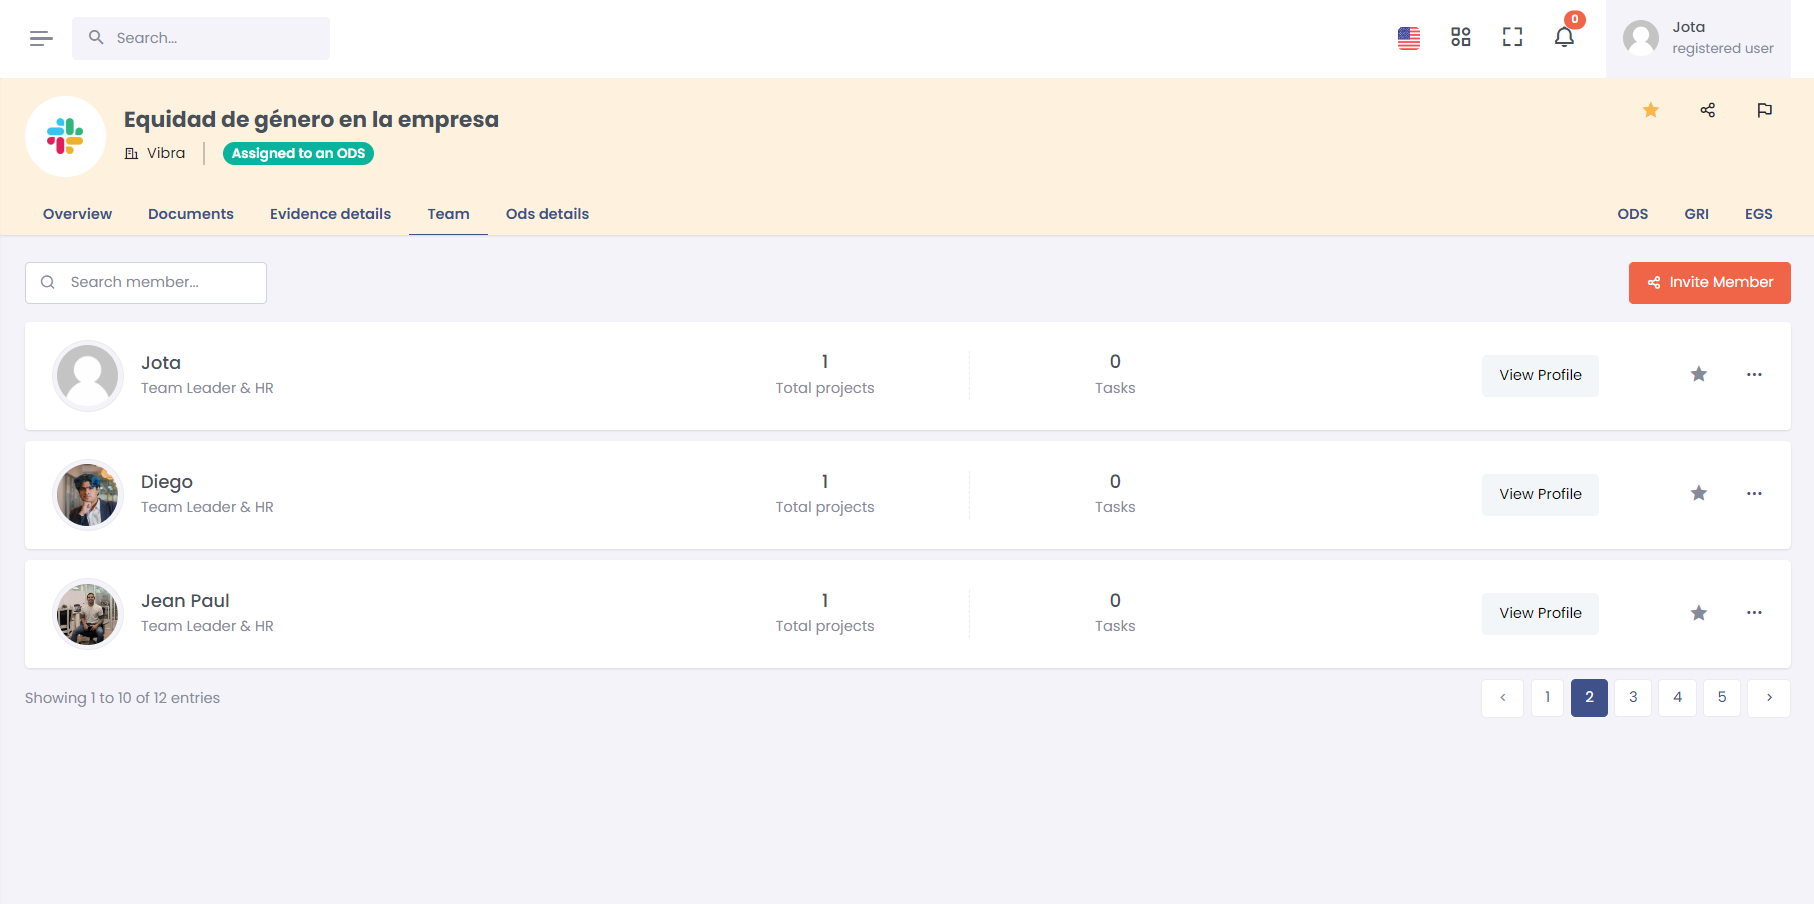 Search...
0
Jota
registered user
Equidad de género en la empresa
Vibra
Assigned to an ODS
Overview Documents Evidence details Team Ods details ODS GRI EGS
Search member...
Invite Member
Jota
Team Leader & HR
1
Total projects
0
Tasks
View Profile
Diego
Team Leader & HR
1
Total projects
0
Tasks
View Profile
Jean Paul
Team Leader & HR
1
Total projects
0
Tasks
View Profile
Showing 1 to 10 of 12 entries
‹ 1 2 3 4 5 ›